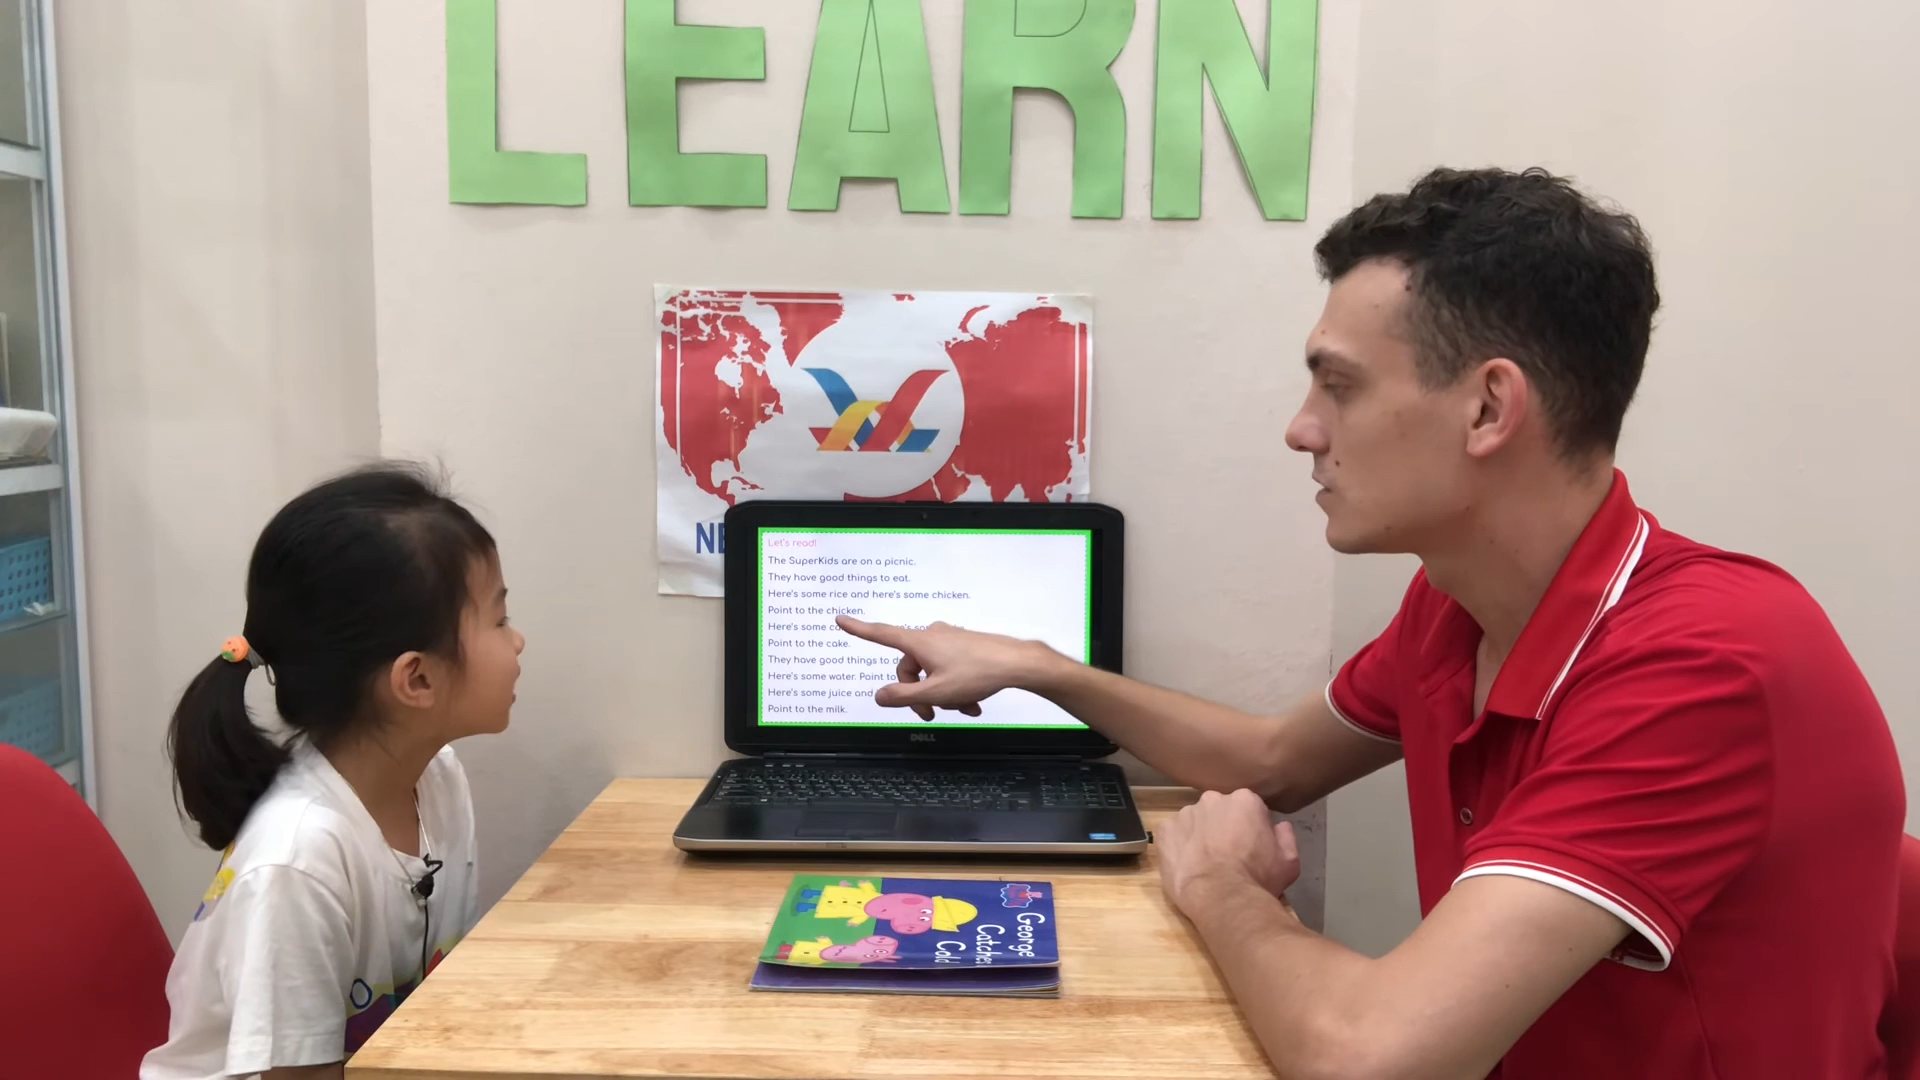 LEARN
NE
Let's read!
The SuperKids are on a picnic.
They have good things to eat.
Here's some rice and here's some chicken.
Point to the chicken.
Here's some
Point to the cake.
They have good things to
Here's some water. Point to
Here's some juice and
Point to the milk.
DELL
George
Catches
Cold